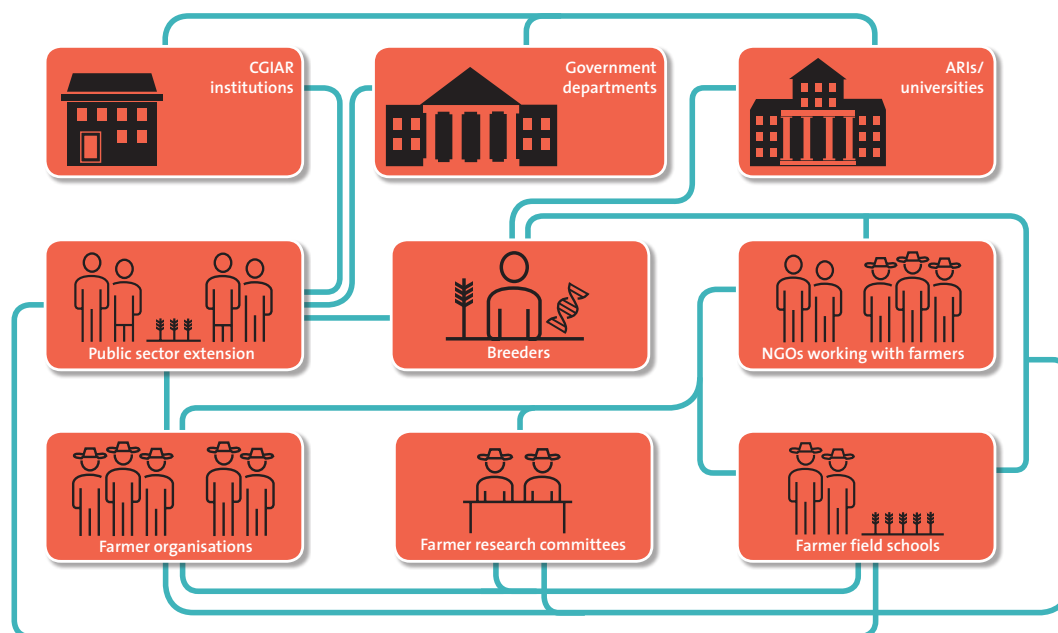 CGIAR
institutions
Government
departments
ARIs/
universities
Public sector extension
Breeders
NGOs working with farmers
Farmer organisations
Farmer research committees
Farmer field schools